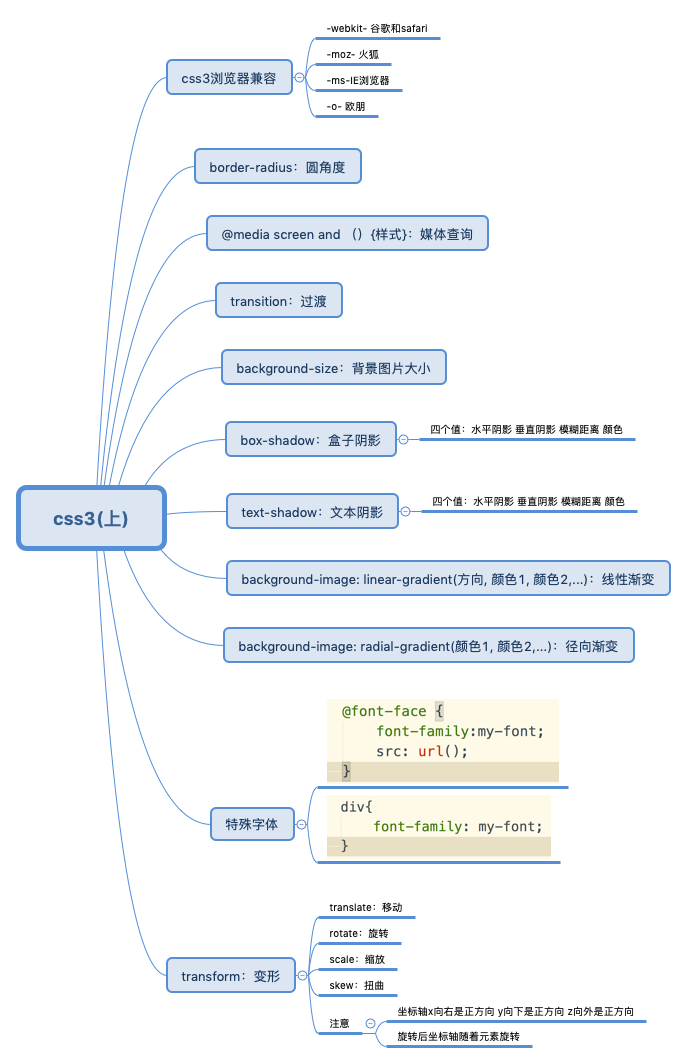 css3(上)
css3浏览器兼容
-webkit- 谷歌和safari
-moz- 火狐
-ms-IE浏览器
-o- 欧朋
border-radius：圆角度
@media screen and （）{样式}：媒体查询
transition：过渡
background-size：背景图片大小
box-shadow：盒子阴影
四个值：水平阴影 垂直阴影 模糊距离 颜色
text-shadow：文本阴影
四个值：水平阴影 垂直阴影 模糊距离 颜色
background-image: linear-gradient(方向, 颜色1, 颜色2,...)：线性渐变
background-image: radial-gradient(颜色1, 颜色2,...)：径向渐变
特殊字体
@font-face {
font-family:my-font;
src: url();
}
div{
font-family: my-font;
}
transform：变形
translate：移动
rotate：旋转
scale：缩放
skew：扭曲
注意
坐标轴x向右是正方向 y向下是正方向 z向外是正方向
旋转后坐标轴随着元素旋转